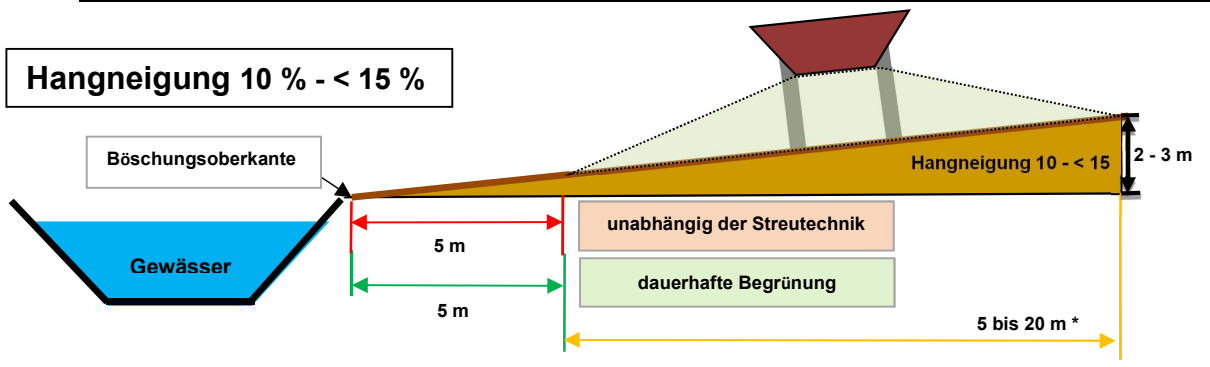 Hangneigung 10 % - < 15 %
Böschungsoberkante
Hangneigung 10 - < 15
2 - 3 m
Gewässer
5 m
unabhängig der Streutechnik
5 m
dauerhafte Begrünung
5 bis 20 m *